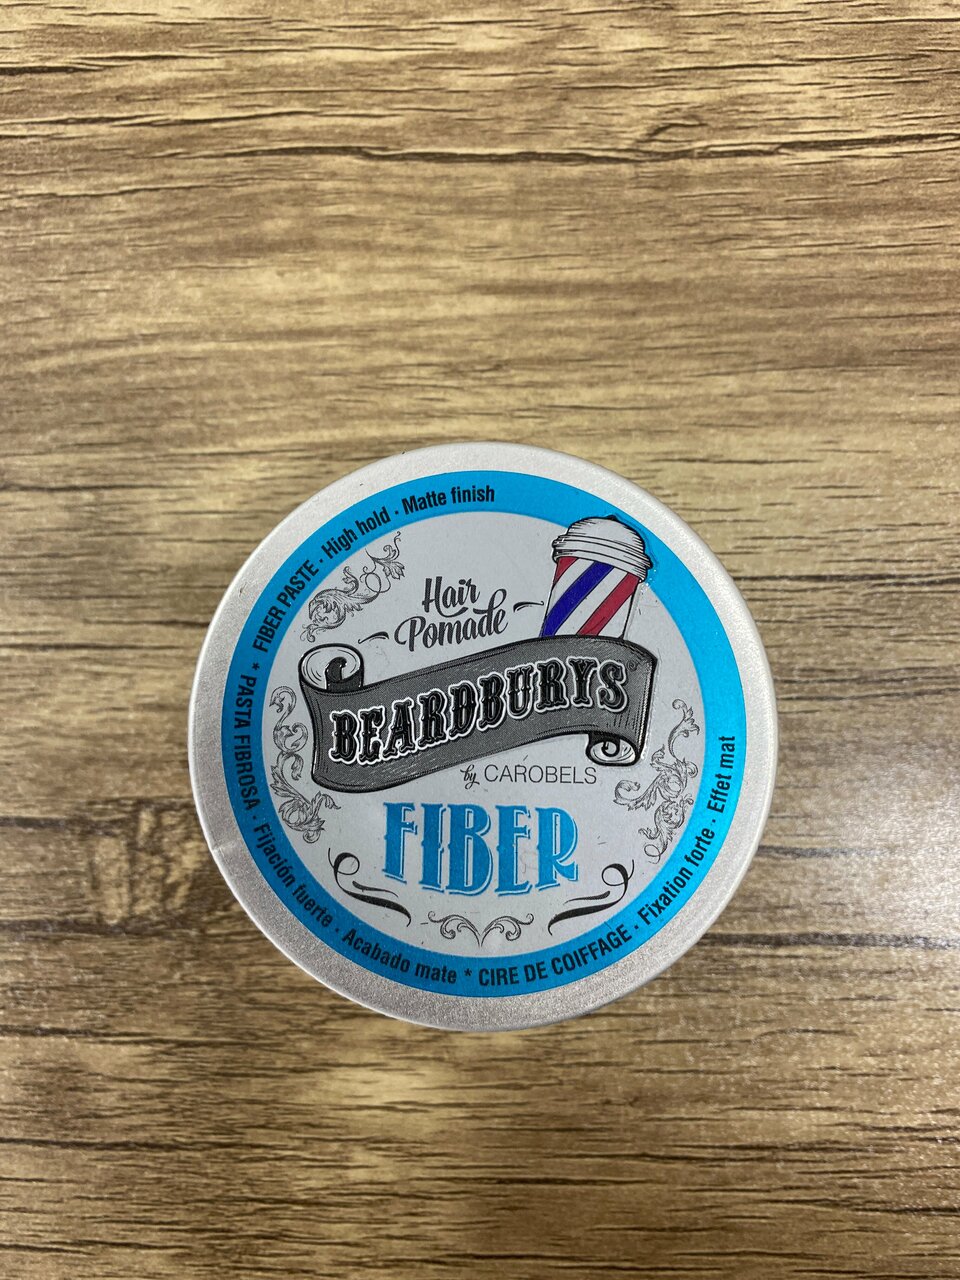 Hair
Pomade
BEARDBURYS
by CAROBELS
FIBER
FIBER PASTE · High hold · Matte finish
* PASTA FIBROSA · Fijación fuerte · Acabado mate * CIRE DE COIFFAGE · Fixation forte · Effet mat